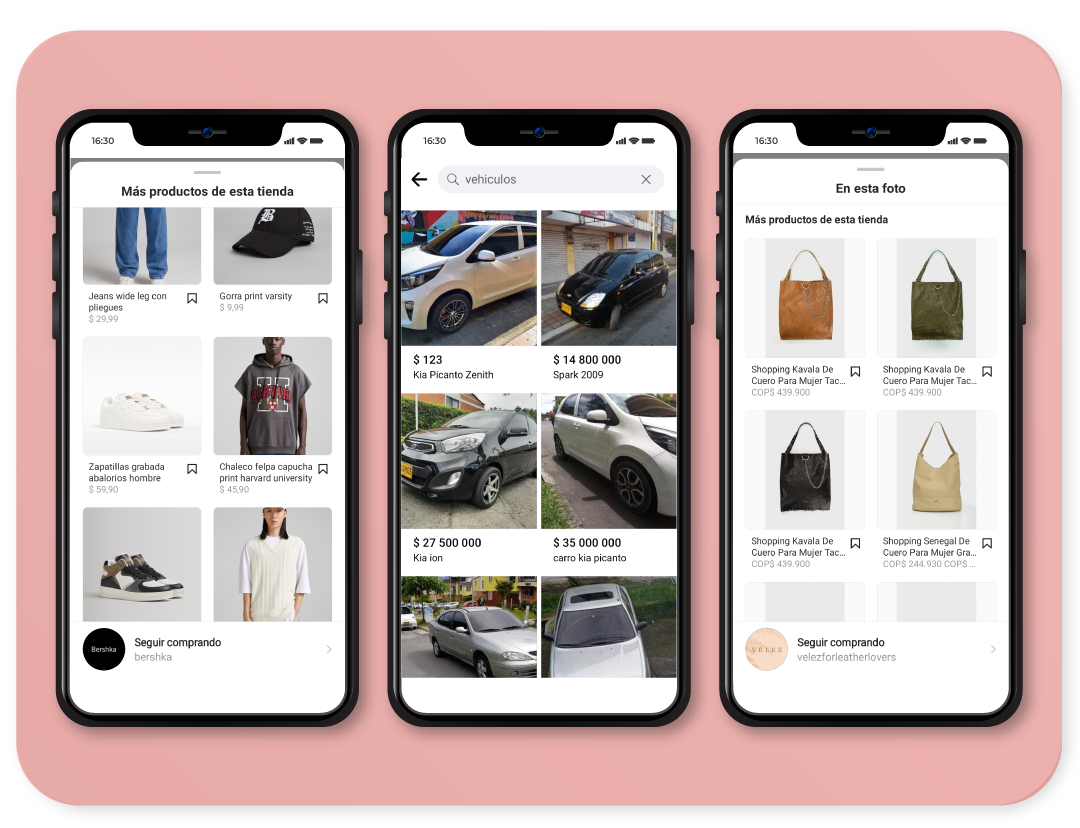 16:30
Más productos de esta tienda
Jeans wide leg con
pliegues
$ 29,99
Gorra print varsity
$ 9,99
Zapatillas grabada
abalorios hombre
$ 59,90
Chaleco felpa capucha
print harvard university
$ 45,90
Bershka
Seguir comprando
bershka
16:30
vehiculos
$ 123
Kia Picanto Zenith
$ 14 800 000
Spark 2009
$ 27 500 000
Kia ion
$ 35 000 000
carro kia picanto
16:30
En esta foto
Más productos de esta tienda
Shopping Kavala De
Cuero Para Mujer Tac...
COP$ 439.900
Shopping Kavala De
Cuero Para Mujer Tac...
COP$ 439.900
Shopping Kavala De
Cuero Para Mujer Tac...
COP$ 439.900
Shopping Senegal De
Cuero Para Mujer Gra...
COP$ 244.930 COP$ ...
VÉLEZ
Seguir comprando
velezforleatherlovers